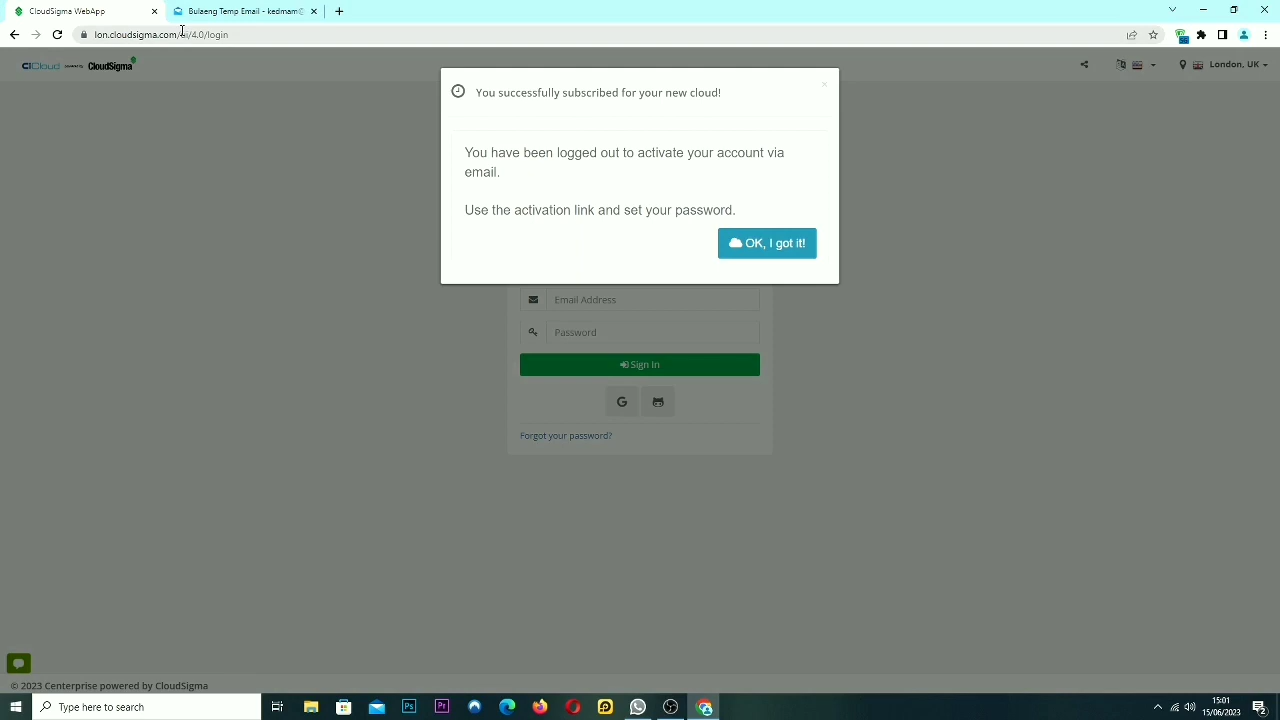 CloudSigma WebApp
Bulaeng Temp Email - kedmam@
lon.cloudsigma.com/ui/4.0/login
CiCloud
CloudSigma
London, UK
You successfully subscribed for your new cloud!
You have been logged out to activate your account via
email.
Use the activation link and set your password.
OK, I got it!
Email Address
Password
Sign In
Forgot your password?
© 2023 Centerprise powered by CloudSigma
Type here to search
15:01
15/06/2023